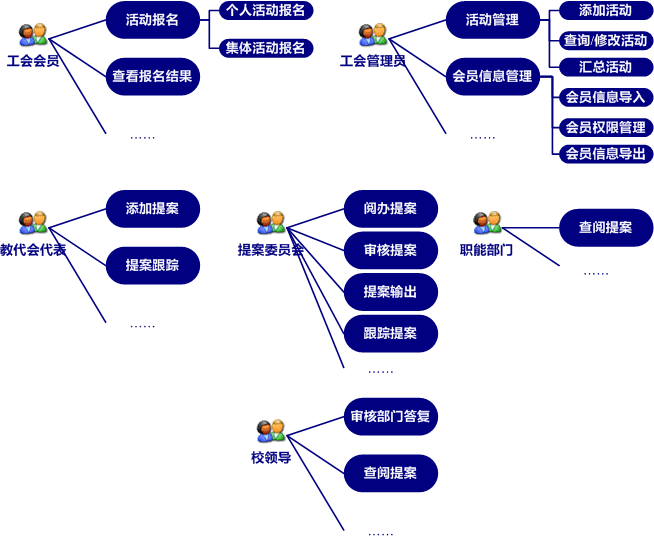 工会会员
活动报名
个人活动报名
集体活动报名
查看报名结果
……
工会管理员
活动管理
添加活动
查询/修改活动
汇总活动
会员信息管理
会员信息导入
会员权限管理
会员信息导出
……
教代会代表
添加提案
提案跟踪
……
提案委员会
阅办提案
审核提案
提案输出
跟踪提案
……
职能部门
查阅提案
……
校领导
审核部门答复
查阅提案
……